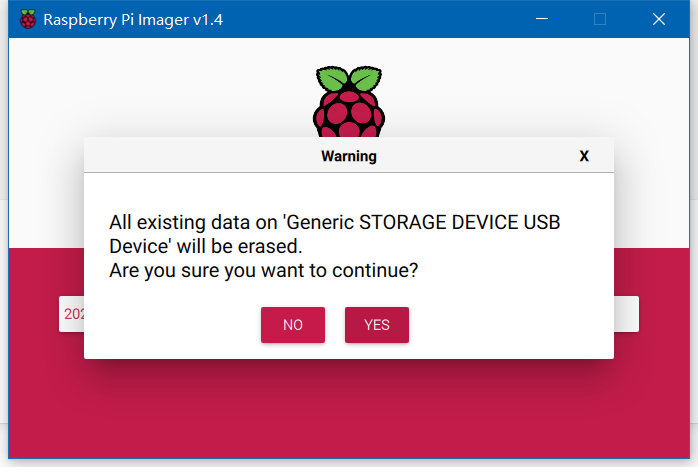 Raspberry Pi Imager v1.4
Warning
X
All existing data on 'Generic STORAGE DEVICE USB
Device' will be erased.
Are you sure you want to continue?
NO
YES